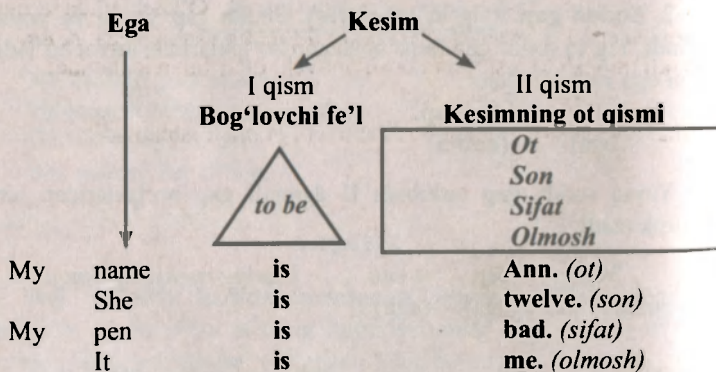 Ega Kesim
I qism II qism
Bog‘lovchi fe’l Kesimning ot qismi
to be
Ot
Son
Sifat
Olmosh
My name is Ann. (ot)
She is twelve. (son)
My pen is bad. (sifat)
It is me. (olmosh)